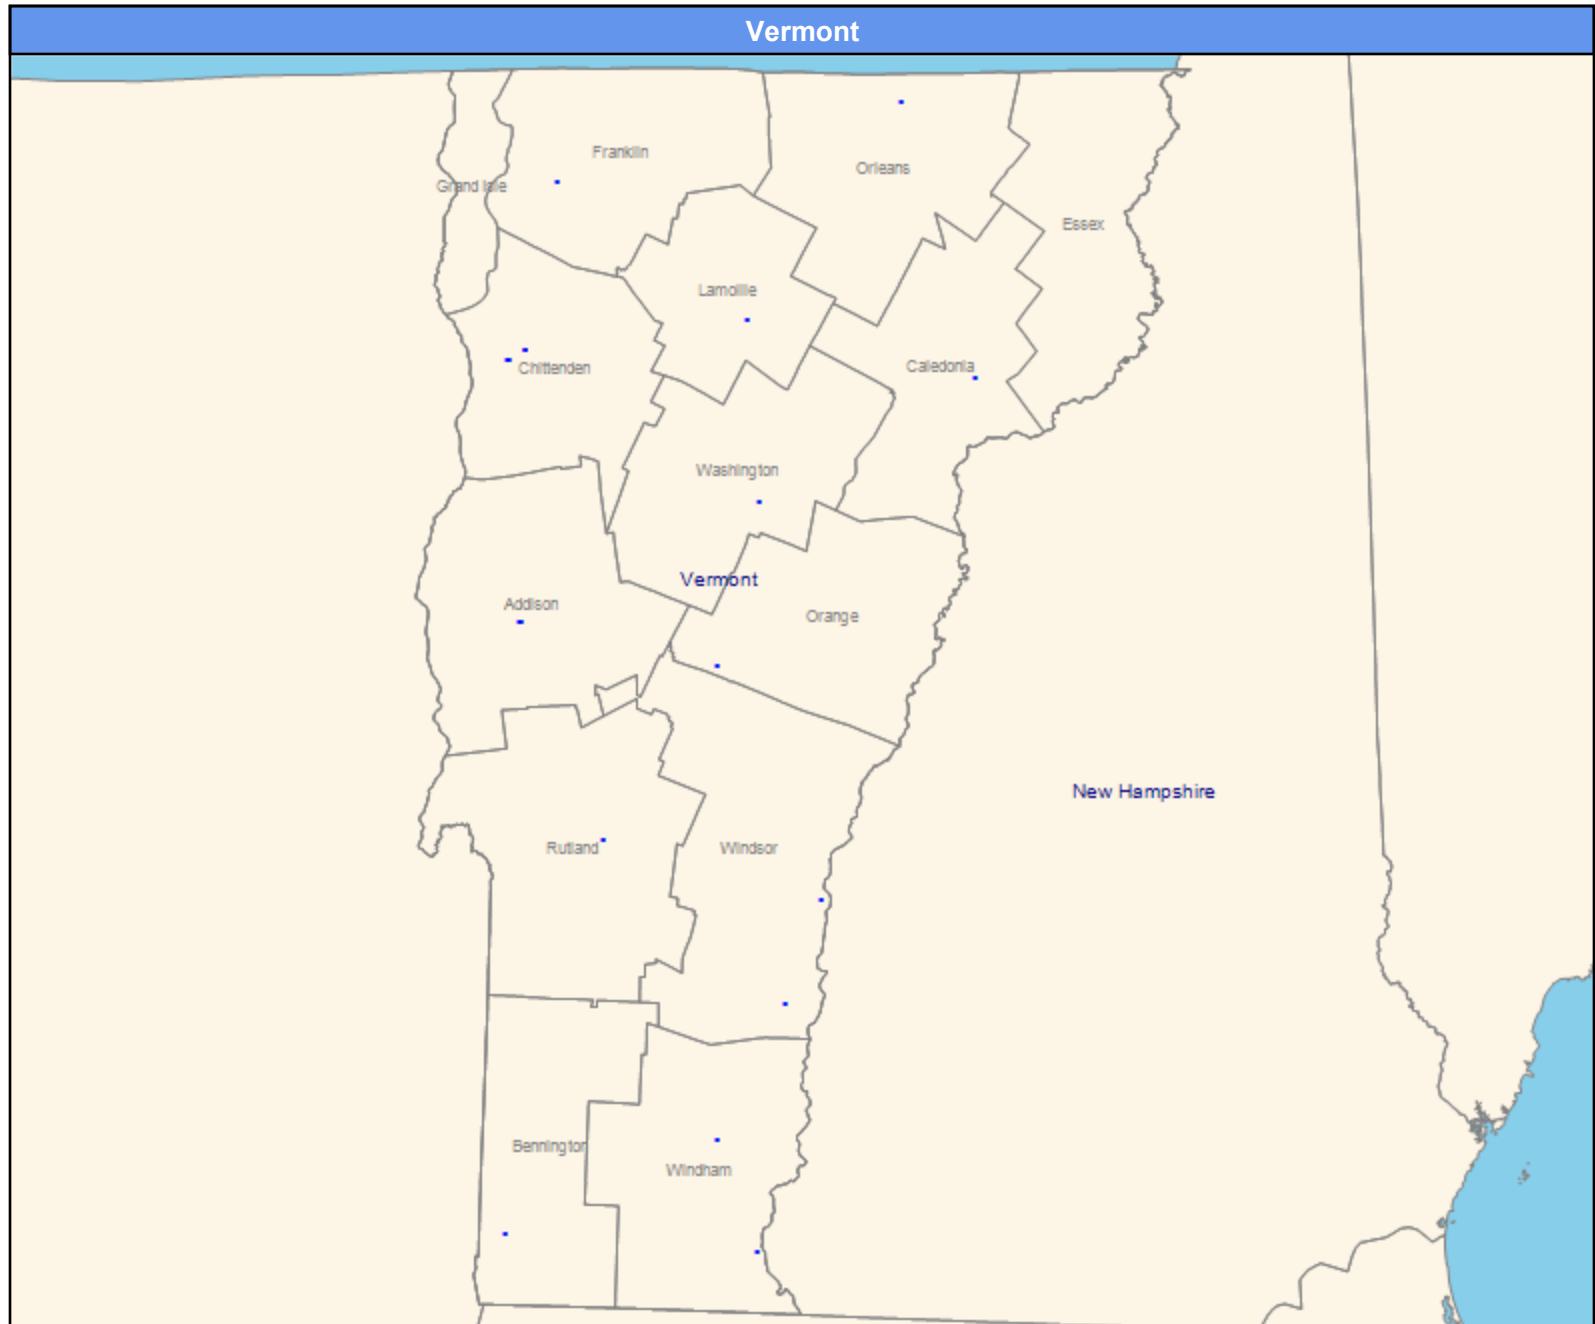 Vermont
Franklin
Orleans
Grand Isle
Essex
Lamoille
Chittenden
Caledonia
Washington
Vermont
Addison
Orange
New Hampshire
Rutland
Windsor
Bennington
Windham